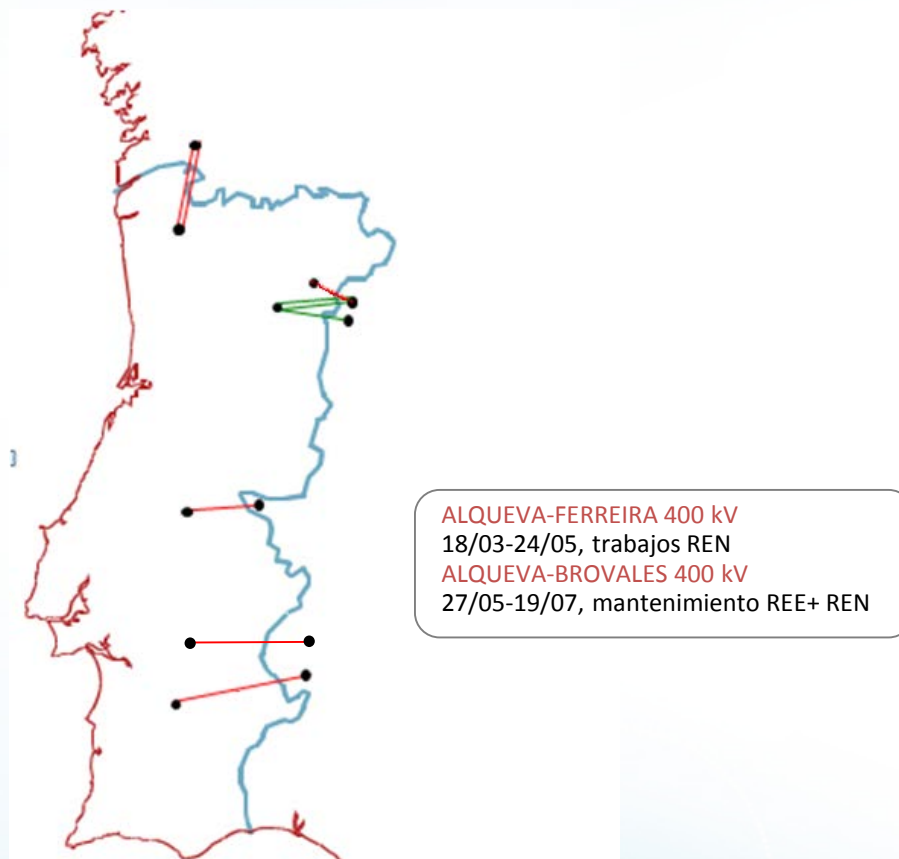 ALQUEVA-FERREIRA 400 kV
18/03-24/05, trabajos REN
ALQUEVA-BROVALES 400 kV
27/05-19/07, mantenimiento REE+ REN